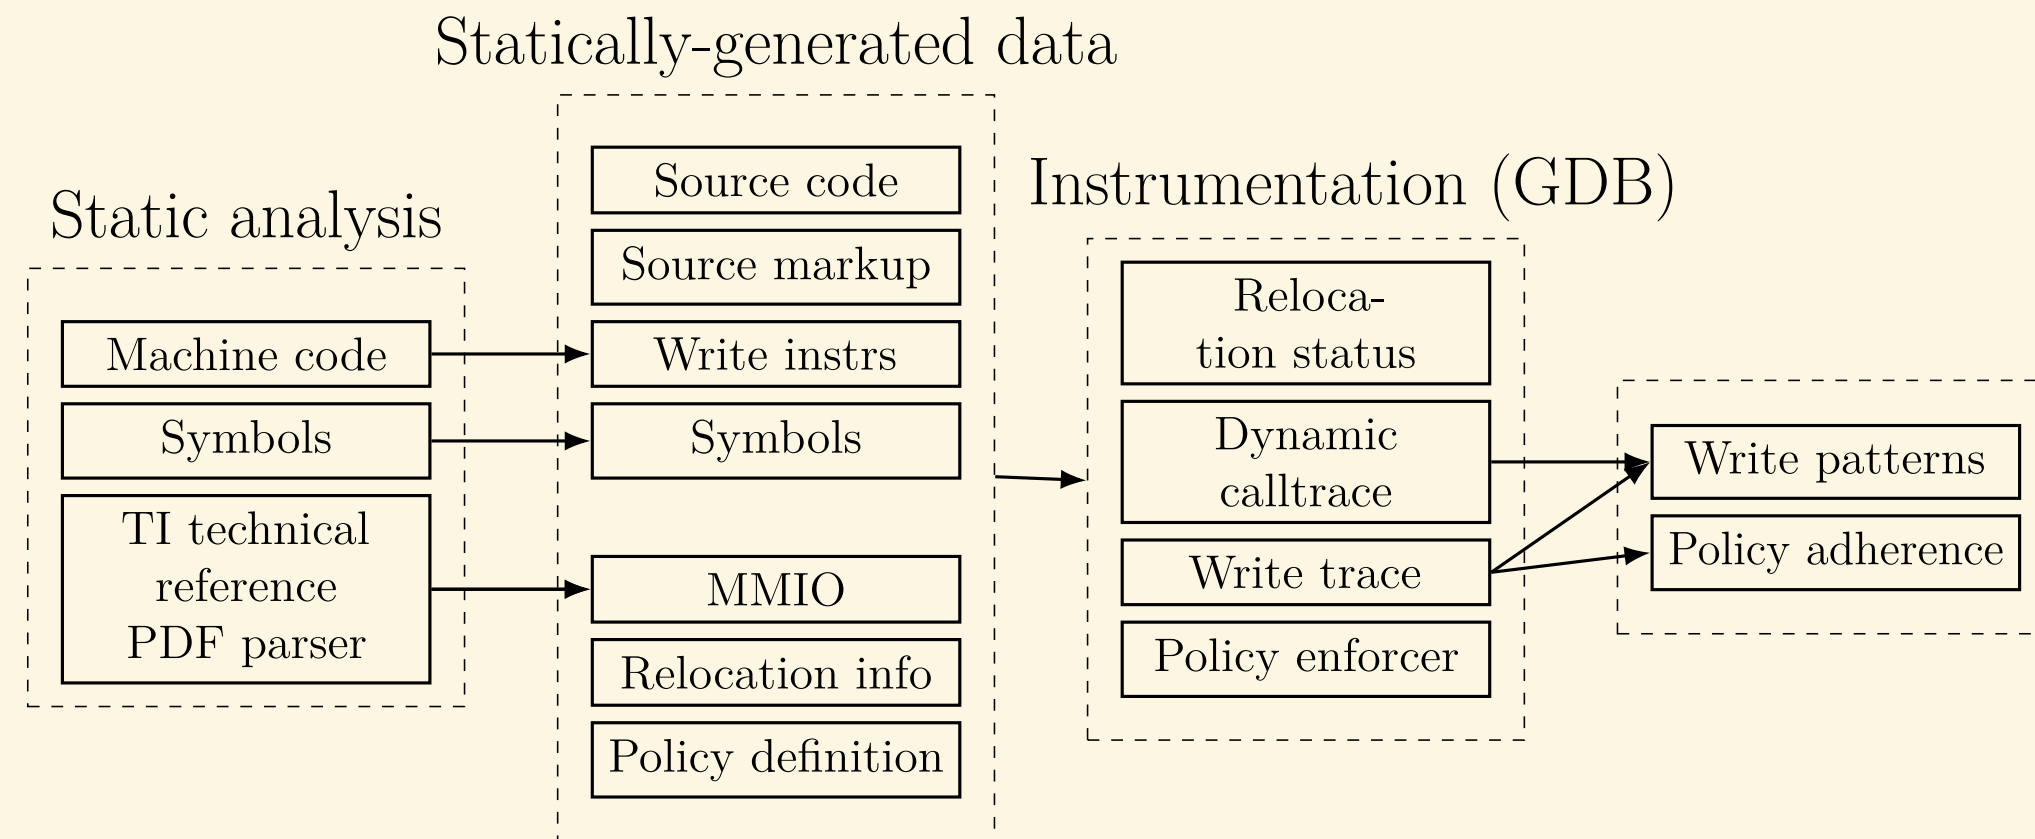 Statically-generated data
Static analysis
Machine code
Symbols
TI technical
reference
PDF parser
Source code
Source markup
Write instrs
Symbols
MMIO
Relocation info
Policy definition
Instrumentation (GDB)
Reloca-
tion status
Dynamic
calltrace
Write trace
Policy enforcer
Write patterns
Policy adherence